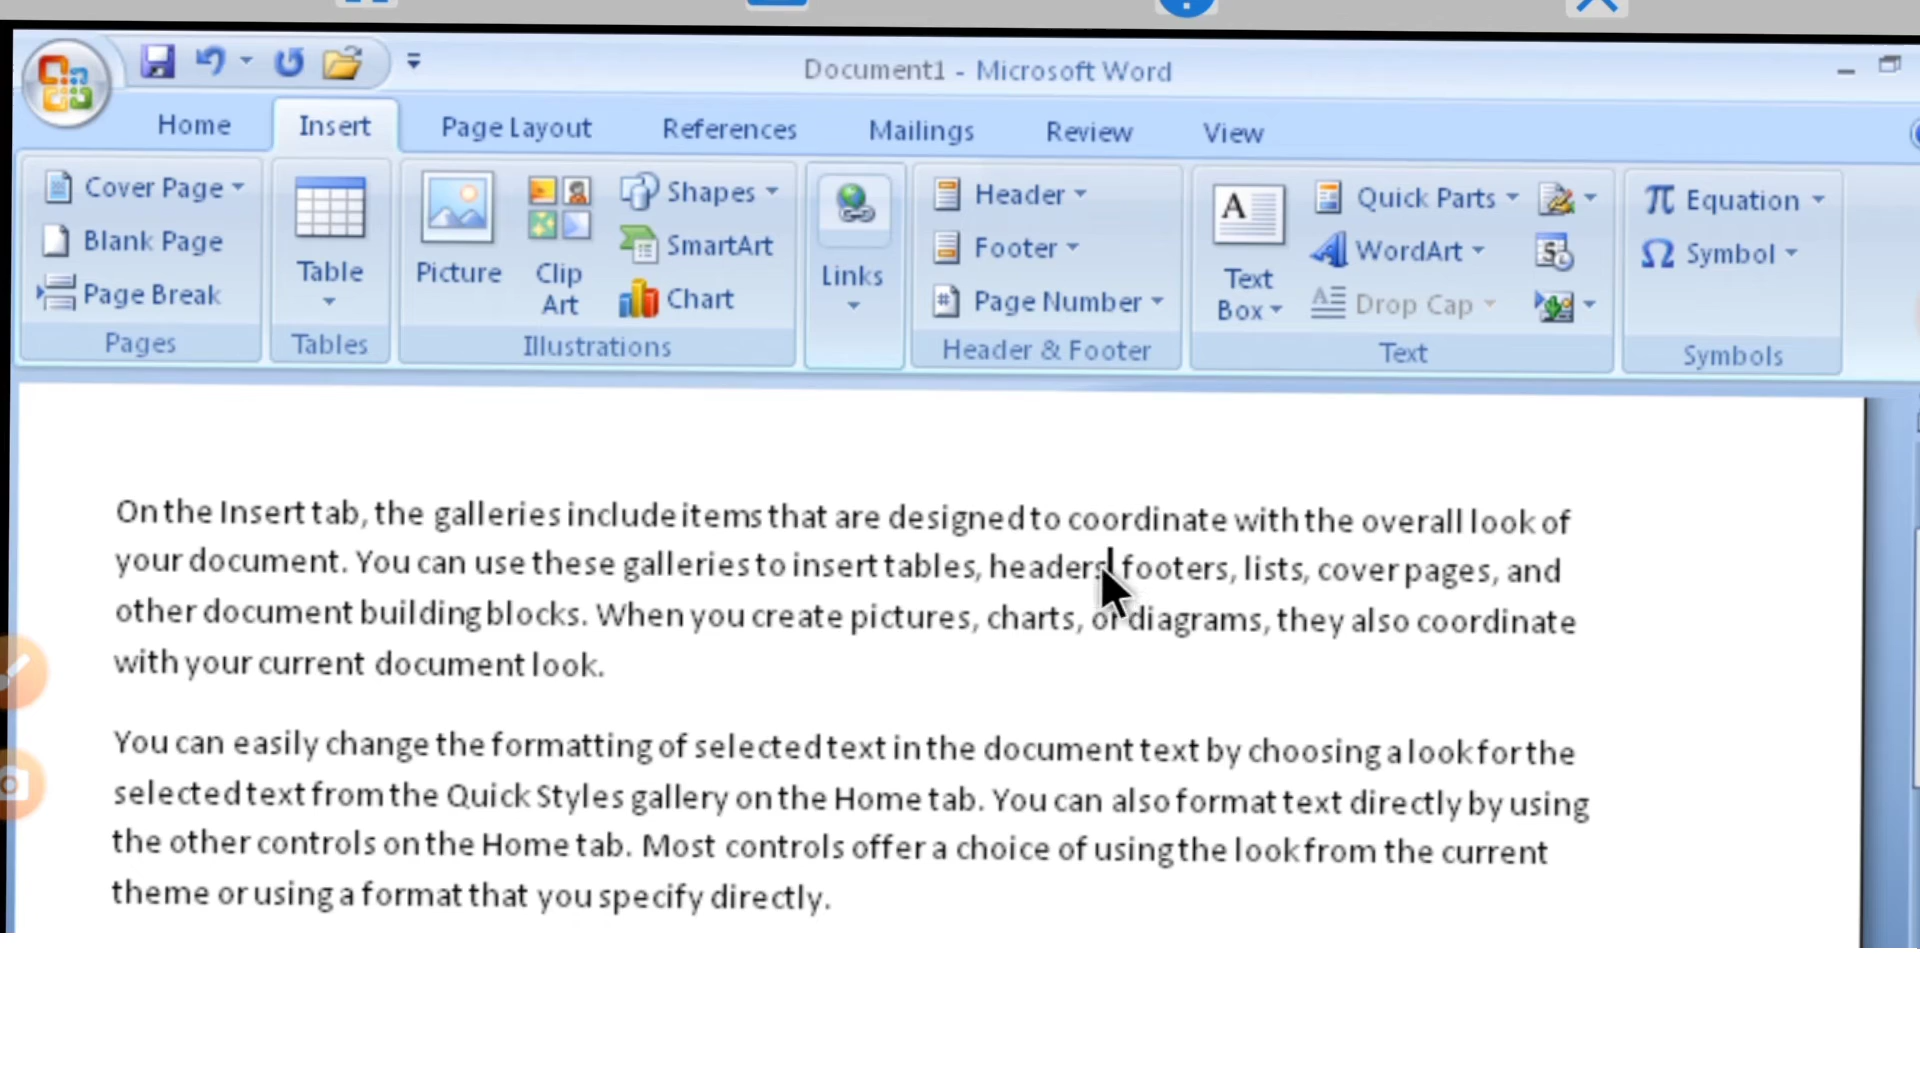 Document1 - Microsoft Word
Home Insert Page Layout References Mailings Review View
Cover Page
Blank Page
Page Break
Pages
Table
Tables
Picture
Clip
Art
Shapes
SmartArt
Chart
Illustrations
Links
Header
Footer
Page Number
Header & Footer
Text
Box
Quick Parts
WordArt
Drop Cap
Text
Equation
Symbol
Symbols
On the Insert tab, the galleries include items that are designed to coordinate with the overall look of
your document. You can use these galleries to insert tables, headers, footers, lists, cover pages, and
other document building blocks. When you create pictures, charts, or diagrams, they also coordinate
with your current document look.
You can easily change the formatting of selected text in the document text by choosing a look for the
selected text from the Quick Styles gallery on the Home tab. You can also format text directly by using
the other controls on the Home tab. Most controls offer a choice of using the look from the current
theme or using a format that you specify directly.